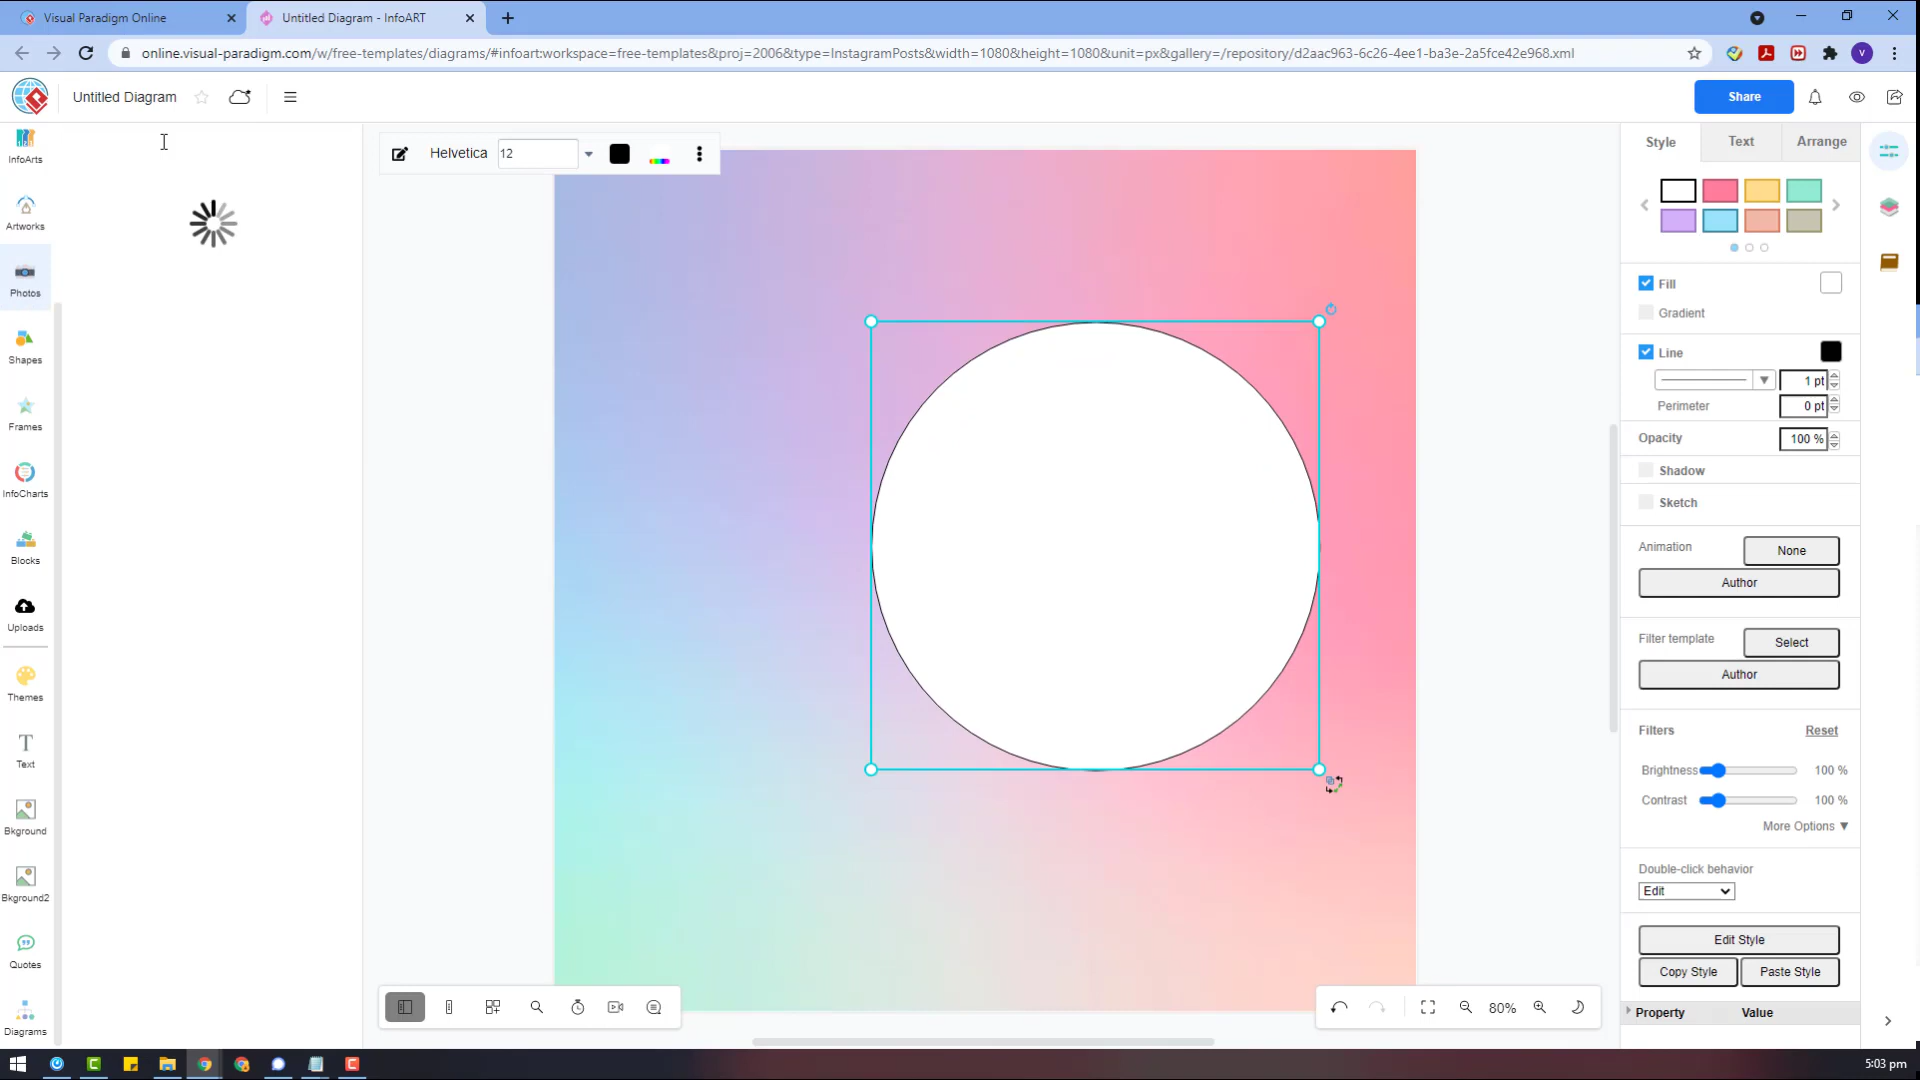 Visual Paradigm Online
Untitled Diagram - InfoART
online.visual-paradigm.com/w/free-templates/diagrams/#infoart:workspace=free-templates&proj=2006&type=InstagramPosts&width=1080&height=1080&unit=px&gallery=/repository/d2aac963-6c26-4ee1-ba3e-2a5fce42e968.xml
V
Untitled Diagram
Share
InfoArts
Artworks
Photos
Shapes
Frames
InfoCharts
Blocks
Uploads
Themes
Text
Bkground
Bkground2
Quotes
Diagrams
Helvetica 12
80%
Style Text Arrange
Fill
Gradient
Line
1 pt
Perimeter 0 pt
Opacity 100 %
Shadow
Sketch
Animation None
Author
Filter template Select
Author
Filters Reset
Brightness 100 %
Contrast 100 %
More Options ▼
Double-click behavior
Edit
Edit Style
Copy Style Paste Style
Property Value
5:03 pm